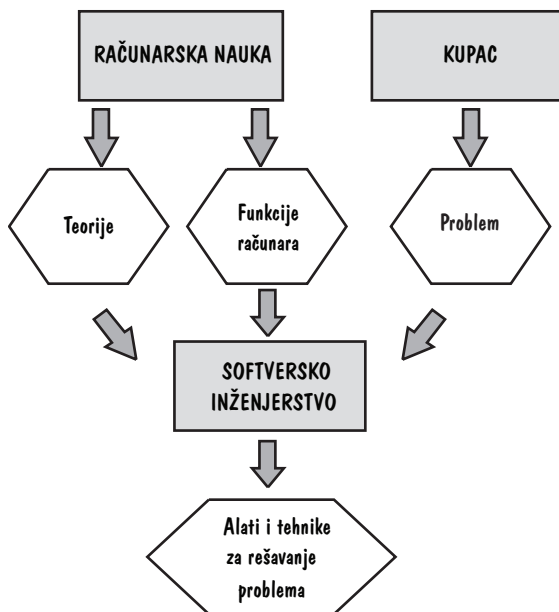 RAČUNARSKA NAUKA
KUPAC
Teorije
Funkcije
računara
Problem
SOFTVERSKO
INŽENJERSTVO
Alati i tehnike
za rešavanje
problema